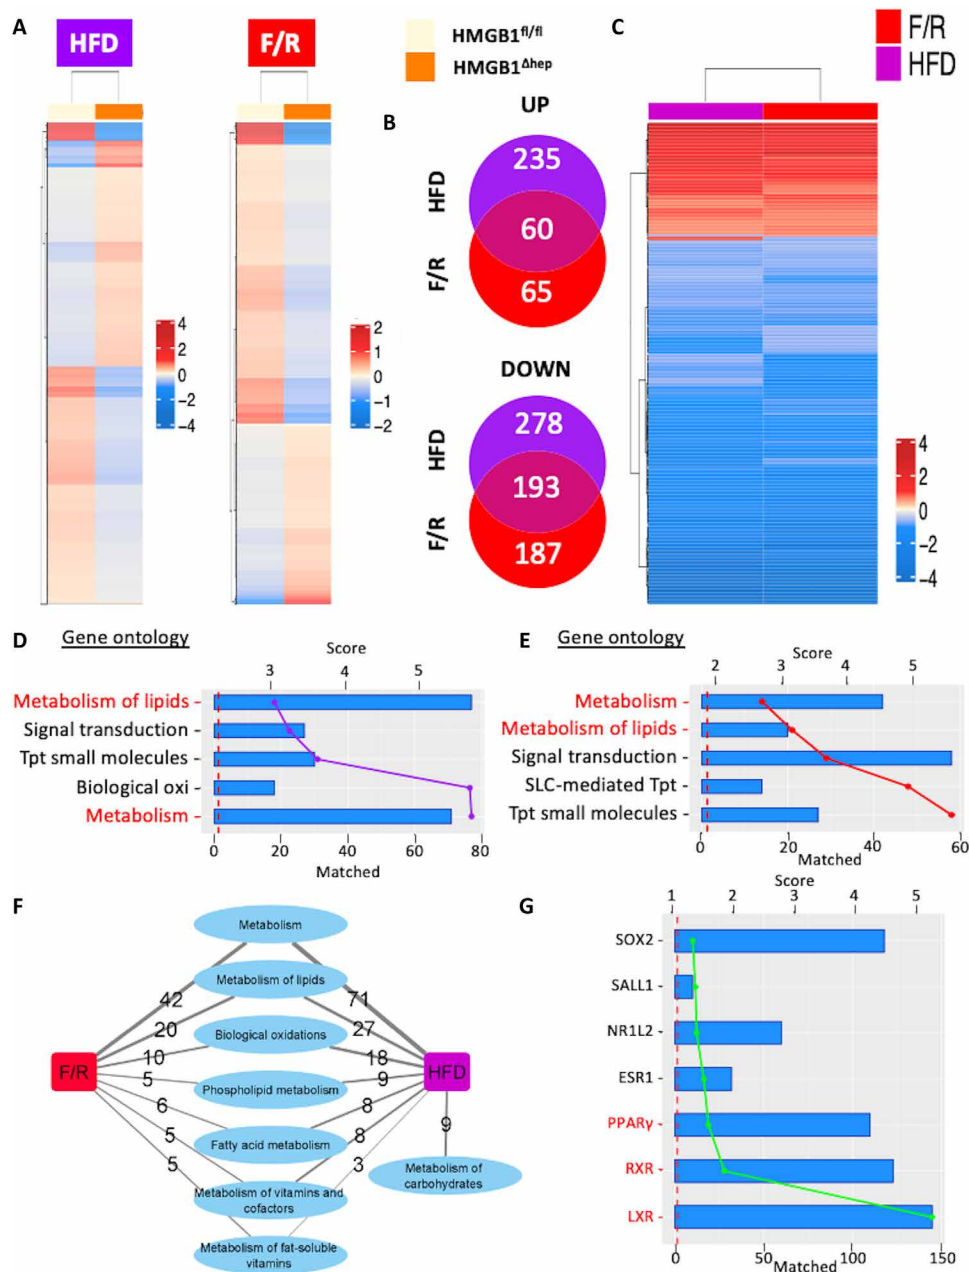 A
HFD
F/R
HMGB1fl/fl
HMGB1Δhep
4
2
0
−2
−4
2
1
0
−1
−2
B
UP
HFD
F/R
235
60
65
DOWN
HFD
F/R
278
193
187
C
F/R
HFD
4
2
0
−2
−4
D
Gene ontology
Score
3 4 5
Metabolism of lipids
Signal transduction
Tpt small molecules
Biological oxi
Metabolism
0 20 40 60 80
Matched
E
Gene ontology
Score
2 3 4 5
Metabolism
Metabolism of lipids
Signal transduction
SLC-mediated Tpt
Tpt small molecules
0 20 40 60
Matched
F
Metabolism
Metabolism of lipids
Biological oxidations
Phospholipid metabolism
Fatty acid metabolism
Metabolism of vitamins and
cofactors
Metabolism of fat-soluble
vitamins
Metabolism of
carbohydrates
F/R
HFD
42
20
10
5
6
5
5
71
27
18
9
8
8
3
9
G
Score
1 2 3 4 5
SOX2
SALL1
NR1L2
ESR1
PPARγ
RXR
LXR
0 50 100 150
Matched